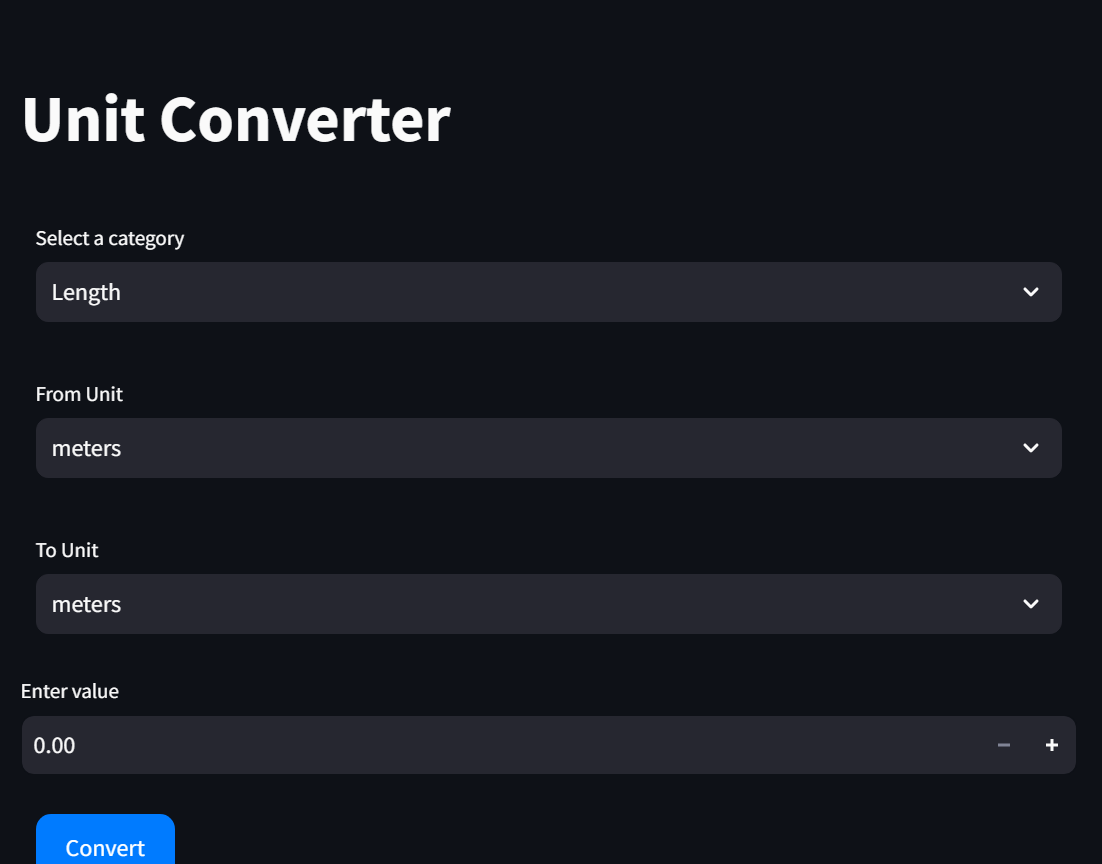 Unit Converter
Select a category
Length
From Unit
meters
To Unit
meters
Enter value
0.00
Convert